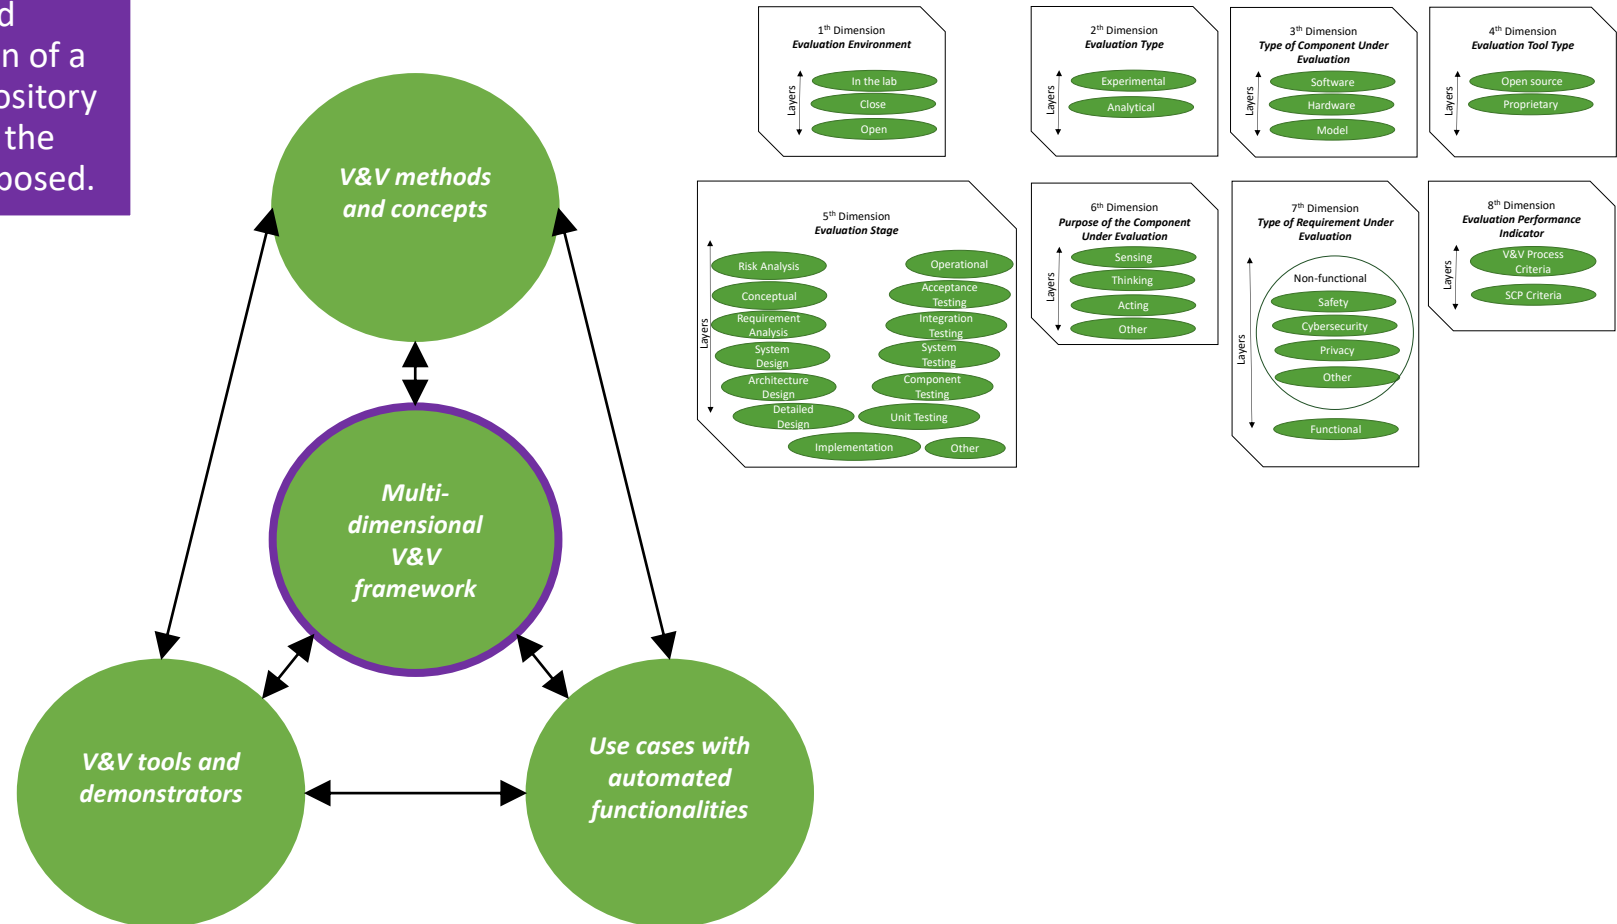 n of a
ository
the
posed.
V&V methods
and concepts
Multi-
dimensional
V&V
framework
V&V tools and
demonstrators
Use cases with
automated
functionalities
1th Dimension
Evaluation Environment
Layers
In the lab
Close
Open
2th Dimension
Evaluation Type
Layers
Experimental
Analytical
3th Dimension
Type of Component Under
Evaluation
Layers
Software
Hardware
Model
4th Dimension
Evaluation Tool Type
Layers
Open source
Proprietary
5th Dimension
Evaluation Stage
Layers
Risk Analysis
Conceptual
Requirement
Analysis
System
Design
Architecture
Design
Detailed
Design
Implementation
Operational
Acceptance
Testing
Integration
Testing
System
Testing
Component
Testing
Unit Testing
Other
6th Dimension
Purpose of the Component
Under Evaluation
Layers
Sensing
Thinking
Acting
Other
7th Dimension
Type of Requirement Under
Evaluation
Layers
Non-functional
Safety
Cybersecurity
Privacy
Other
Functional
8th Dimension
Evaluation Performance
Indicator
Layers
V&V Process
Criteria
SCP Criteria